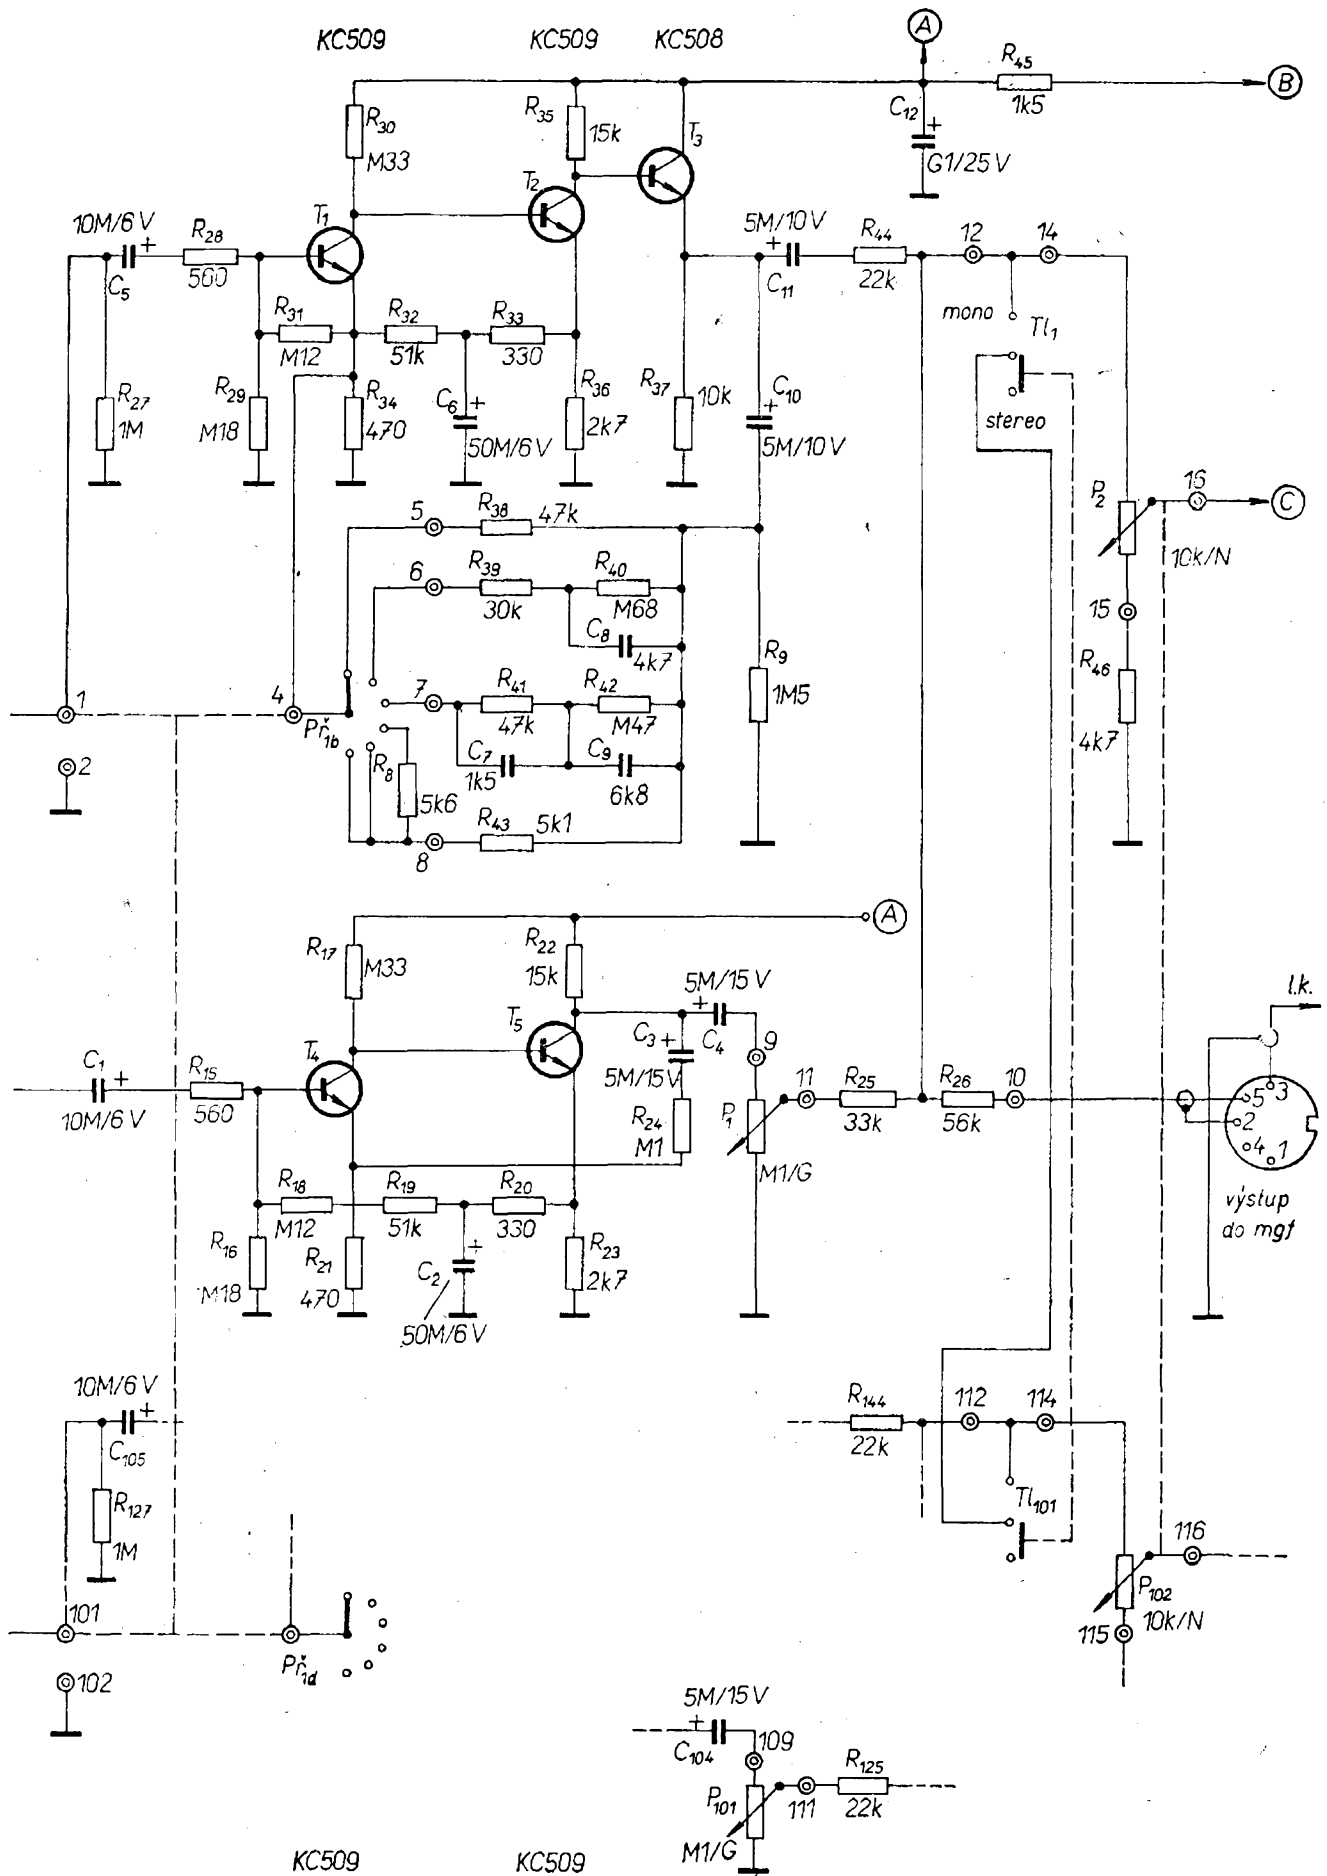 KC509 KC509 KC508 A
R45
1k5 B
R30
M33
R35
15k
T3
C12 +
G1/25V
T2
T1
10M/6V
+
C5
R28
560
5M/10V
+
C11
R44
22k
12 14
mono Tl1
R31
M12
R32
51k
R33
330
R27
1M
R29
M18
R34
470
C6 +
50M/6V
R36
2k7
R37
10k
C10
+
5M/10V
stereo
P2
16 C
10k/N
5 R38 47k
6 R39
30k
R40
M68
C8
4k7
15
R9
1M5
R46
4k7
1
4
Př1b
7 R41
47k
R42
M47
C7
1k5
C9
6k8
2
R8
5k6
R43 5k1
8
A
R17
M33
R22
15k
5M/15V
+
C4
l.k.
T5
T4
C3 +
5M/15V
9
C1
+
10M/6V
R15
560
R24
M1
P1
M1/G
11 R25
33k
R26
56k
10
5 3
2
4 1
výstup
do mgf
R18
M12
R19
51k
R20
330
R16
M18
R21
470
C2
+
50M/6V
R23
2k7
10M/6V
+
C105
R144
22k
112 114
R127
1M
Tl101
116
P102
10k/N
115
101
Př1d
102
5M/15V
+
C104
109
R125
22k
P101
111
M1/G
KC509 KC509